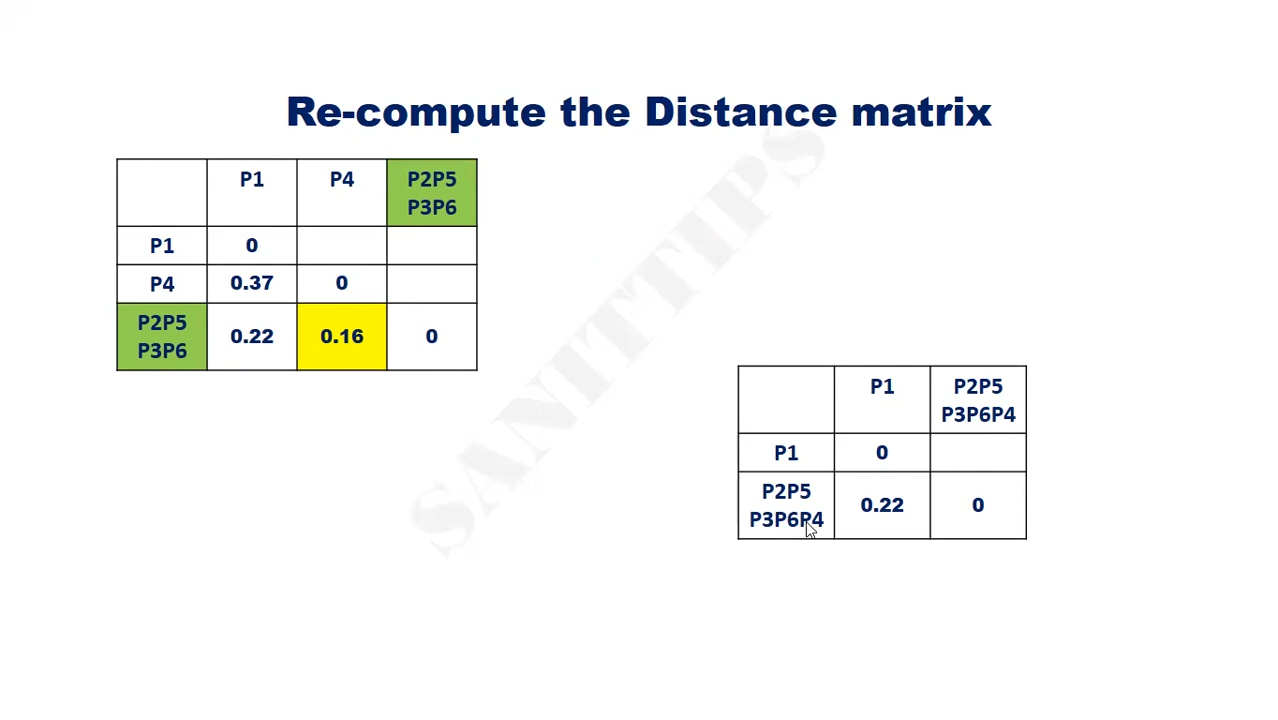 Re-compute the Distance matrix
P1 P4 P2P5
P3P6
P1 0
P4 0.37 0
P2P5
P3P6 0.22 0.16 0
P1 P2P5
P3P6P4
P1 0
P2P5
P3P6P4 0.22 0
SANITTIPS